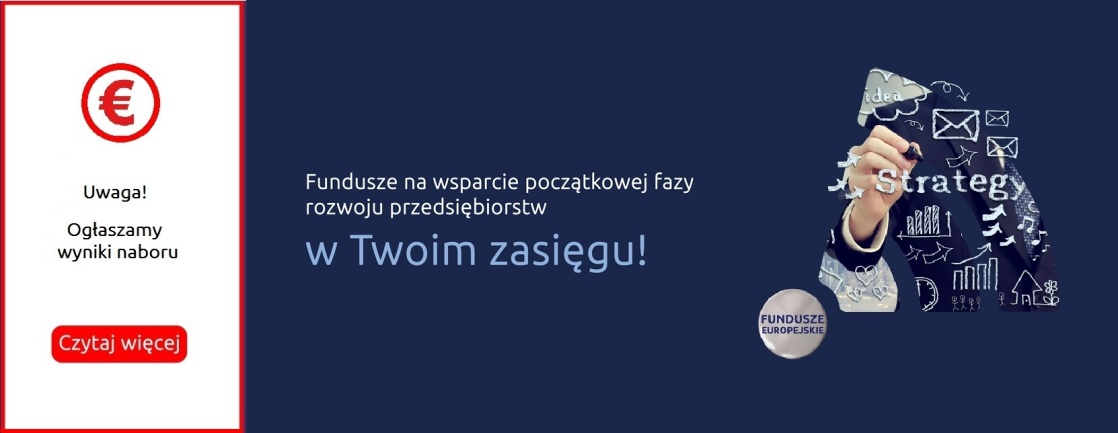 €
Uwaga!
Ogłaszamy
wyniki naboru
Czytaj więcej
Fundusze na wsparcie początkowej fazy
rozwoju przedsiębiorstw
w Twoim zasięgu!
idea
Strategy
FUNDUSZE
EUROPEJSKIE